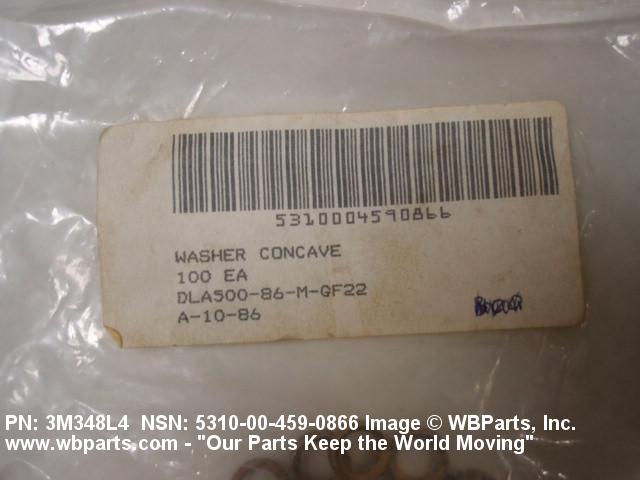 5310004590866
WASHER CONCAVE
100 EA
DLA500-86-M-GF22
A-10-86
PN: 3M348L4 NSN: 5310-00-459-0866 Image © WBParts, Inc.
www.wbparts.com - "Our Parts Keep the World Moving"